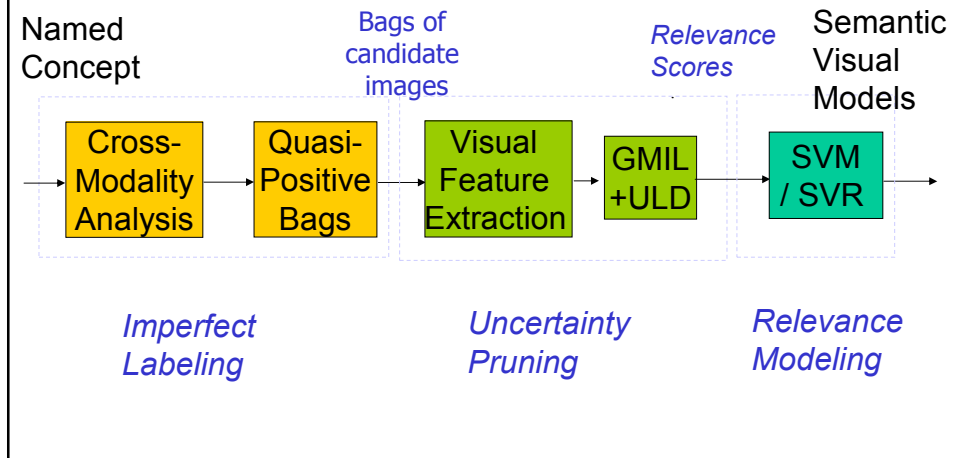 Named
Concept
Bags of
candidate
images
Relevance
Scores
Semantic
Visual
Models
Cross-
Modality
Analysis
Quasi-
Positive
Bags
Visual
Feature
Extraction
GMIL
+ULD
SVM
/ SVR
Imperfect
Labeling
Uncertainty
Pruning
Relevance
Modeling